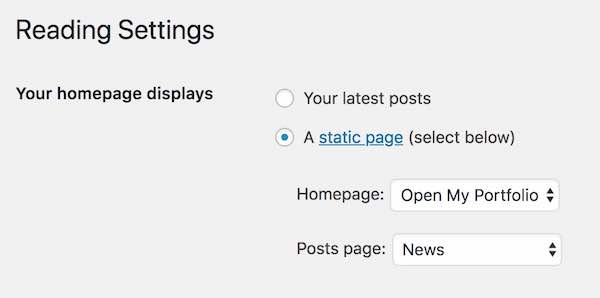 Reading Settings
Your homepage displays
Your latest posts
A static page (select below)
Homepage: Open My Portfolio
Posts page: News